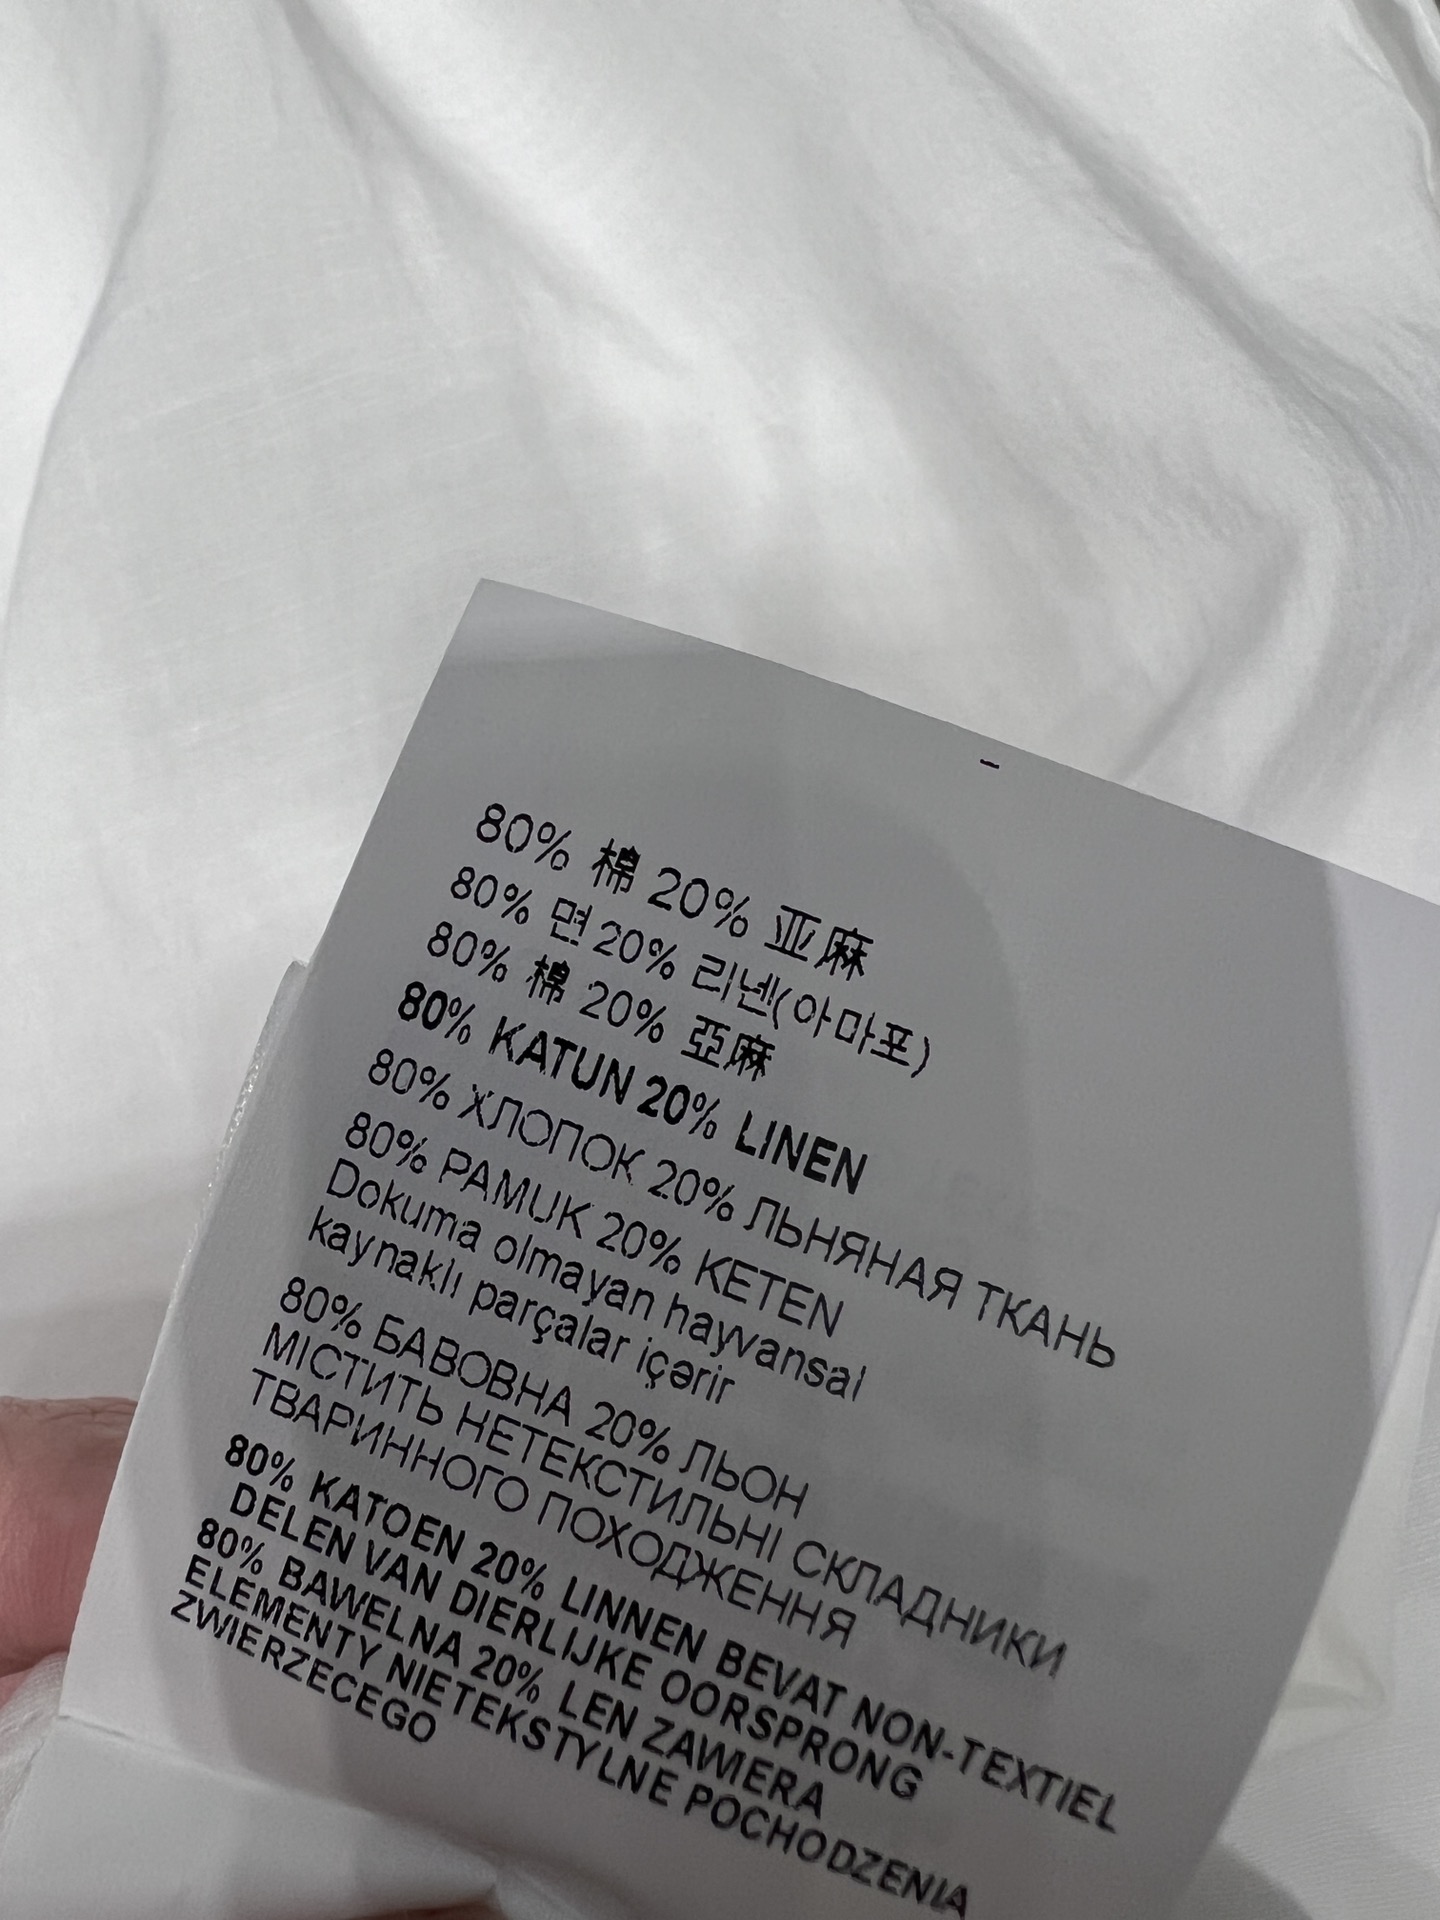 80% 棉 20% 亚麻
80% 면 20% 리넨(아마포)
80% 棉 20% 亞麻
80% KATUN 20% LINEN
80% ХЛОПОК 20% ЛЬНЯНАЯ ТКАНЬ
80% PAMUK 20% KETEN
Dokuma olmayan hayvansal
kaynaklı parçalar içərir
80% БАВОВНА 20% ЛЬОН
МІСТИТЬ НЕТЕКСТИЛЬНІ СКЛАДНИКИ
ТВАРИННОГО ПОХОДЖЕННЯ
80% KATOEN 20% LINNEN BEVAT NON-TEXTIEL
DELEN VAN DIERLIJKE OORSPRONG
80% BAWELNA 20% LEN ZAWIERA
ELEMENTY NIETEKSTYLNE POCHODZENIA
ZWIERZECEGO